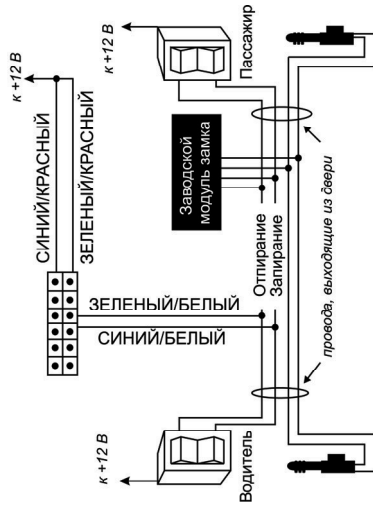 к +12 В
СИНИЙ/КРАСНЫЙ
ЗЕЛЕНЫЙ/КРАСНЫЙ
к +12 В
Пассажир
Заводской
модуль замка
ЗЕЛЕНЫЙ/БЕЛЫЙ
СИНИЙ/БЕЛЫЙ
Отпирание
Запирание
провода, выходящие из двери
к +12 В
Водитель